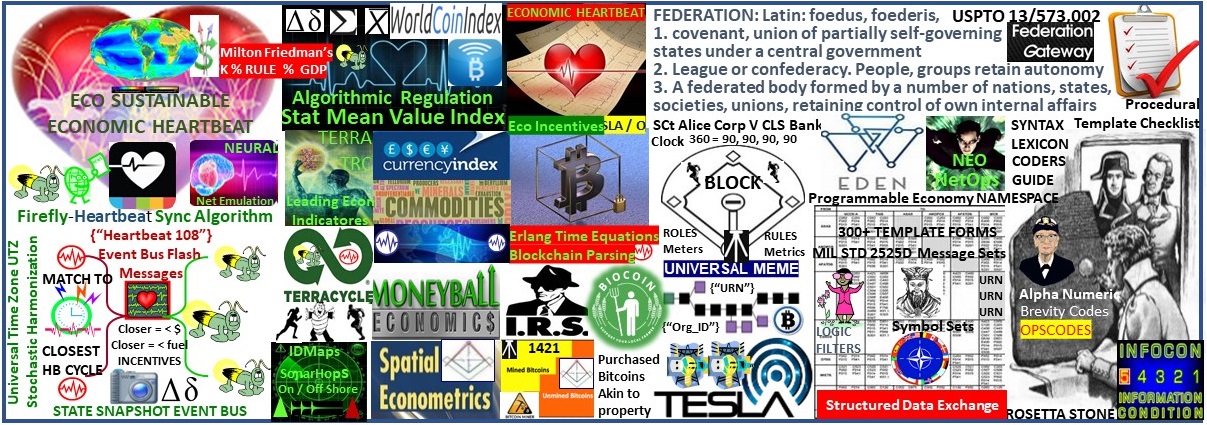 Milton Friedman's
K % RULE % GDP
ECO SUSTAINABLE
ECONOMIC HEARTBEAT
NEURAL
Net Emulation
Firefly-Heartbeat Sync Algorithm
Universal Time Zone UTZ
Stochastic Harmonization
{"Heartbeat 108"}
Event Bus Flash
Messages
MATCH TO
CLOSEST
HB CYCLE
Closer = < $
Closer = < fuel
INCENTIVES
Δδ
STATE SNAPSHOT EVENT BUS
Δδ
Σ
X
WorldCoinIndex
Algorithmic Regulation
Stat Mean Value Index
TERRA
TRC
Leading Econ
Indicatores
£ $ € ¥
currencyindex
COMMODITIES
TERRACYCLE
MONEYBALL
ECONOMIC$
IDMaps
SonarHopS
On / Off Shore
Spatial
Econometrics
ECONOMIC HEARTBEAT
Eco Incentives
SLA / O
Erlang Time Equations
Blockchain Parsing
I.R.S.
BIOCOIN
1421
Mined Bitcoins
Unmined Bitcoins
BITCOIN MINER
Purchased
Bitcoins
Akin to
property
FEDERATION: Latin: foedus, foederis,
1. covenant, union of partially self-governing
states under a central government
2. League or confederacy. People, groups retain autonomy
3. A federated body formed by a number of nations, states,
societies, unions, retaining control of own internal affairs
USPTO 13/573,002
Federation
Gateway
Procedural
Template Checklist
SCt Alice Corp V CLS Bank
Clock 360 = 90, 90, 90, 90
BLOCK
ROLES
Meters
RULES
Metrics
UNIVERSAL MEME
{"URN"}
{"Org_ID"}
TESLA
EDEN
NEO
NetOps
SYNTAX
LEXICON
CODERS
GUIDE
Programmable Economy NAMESPACE
300+ TEMPLATE FORMS
MIL STD 2525D Message Sets
URN
URN
URN
LOGIC
FILTERS
Symbol Sets
Structured Data Exchange
Alpha Numeric
Brevity Codes
OPSCODES
ROSETTA STONE
INFOCON
5 4 3 2 1
INFORMATION
CONDITION